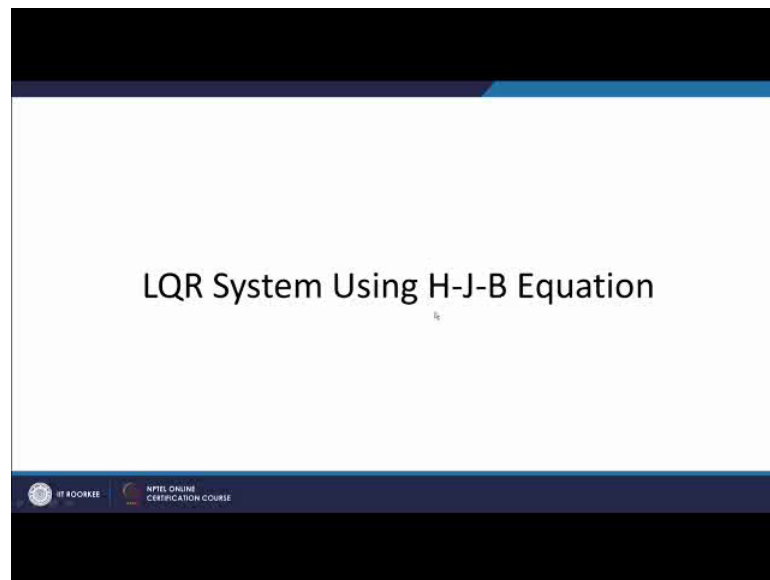 LQR System Using H-J-B Equation
IIT ROORKEE
NPTEL ONLINE
CERTIFICATION COURSE